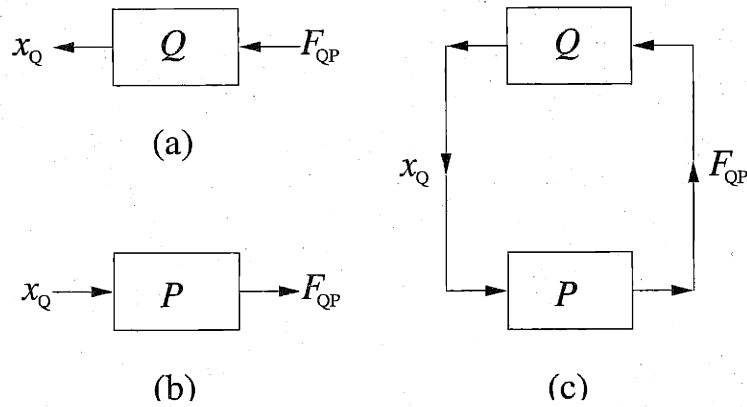 x_Q Q F_QP
(a)
x_Q P F_QP
(b)
Q
x_Q F_QP
P
(c)